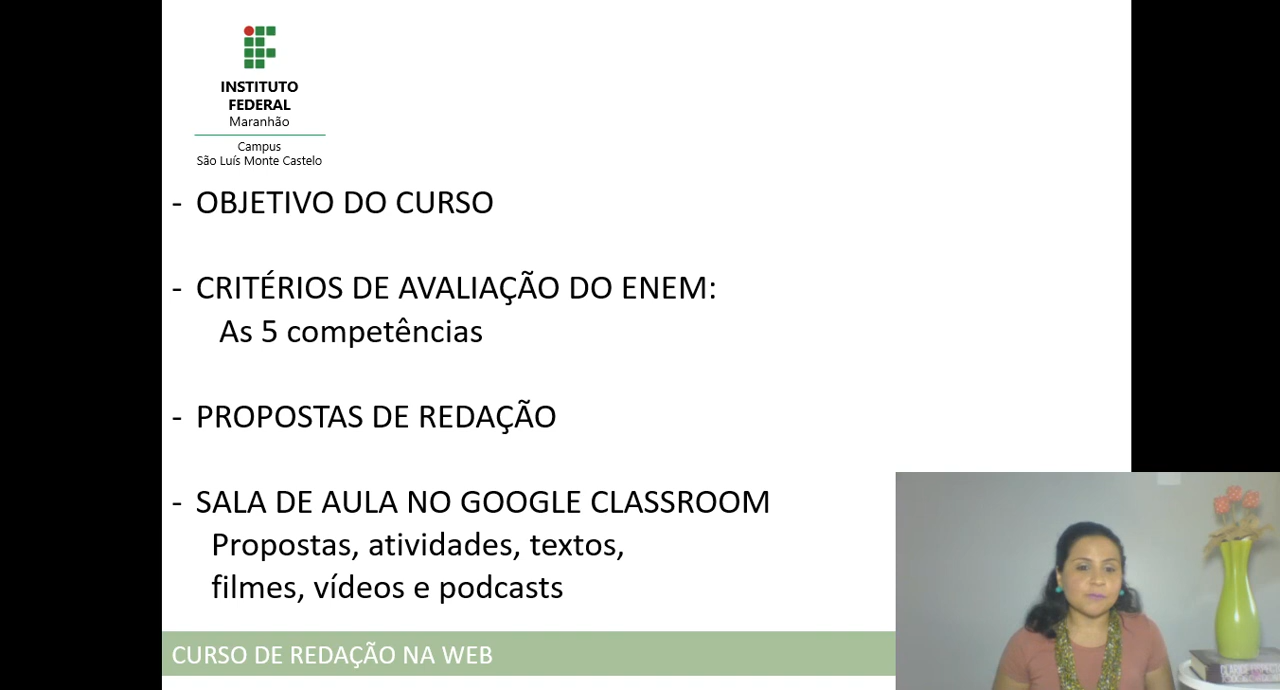 INSTITUTO
FEDERAL
Maranhão
Campus
São Luís Monte Castelo
- OBJETIVO DO CURSO
- CRITÉRIOS DE AVALIAÇÃO DO ENEM:
As 5 competências
- PROPOSTAS DE REDAÇÃO
- SALA DE AULA NO GOOGLE CLASSROOM
Propostas, atividades, textos,
filmes, vídeos e podcasts
CURSO DE REDAÇÃO NA WEB